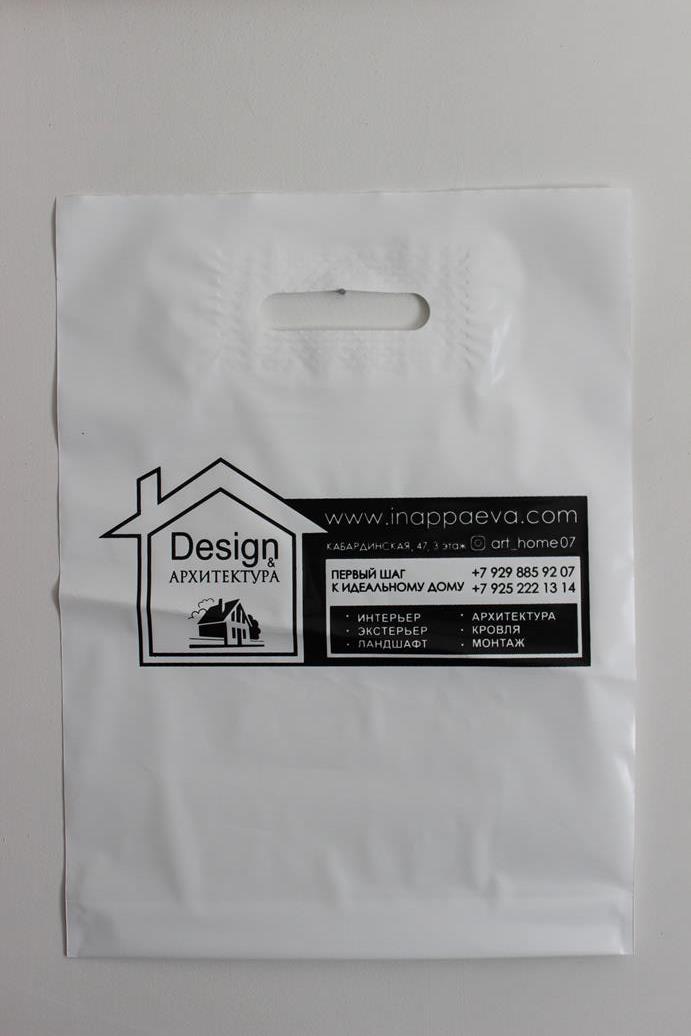 Design
&
АРХИТЕКТУРА
www.inappaeva.com
КАБАРДИНСКАЯ, 47, 3 этаж art_home07
ПЕРВЫЙ ШАГ
К ИДЕАЛЬНОМУ ДОМУ
+7 929 885 92 07
+7 925 222 13 14
· ИНТЕРЬЕР
· ЭКСТЕРЬЕР
· ЛАНДШАФТ
· АРХИТЕКТУРА
· КРОВЛЯ
· МОНТАЖ